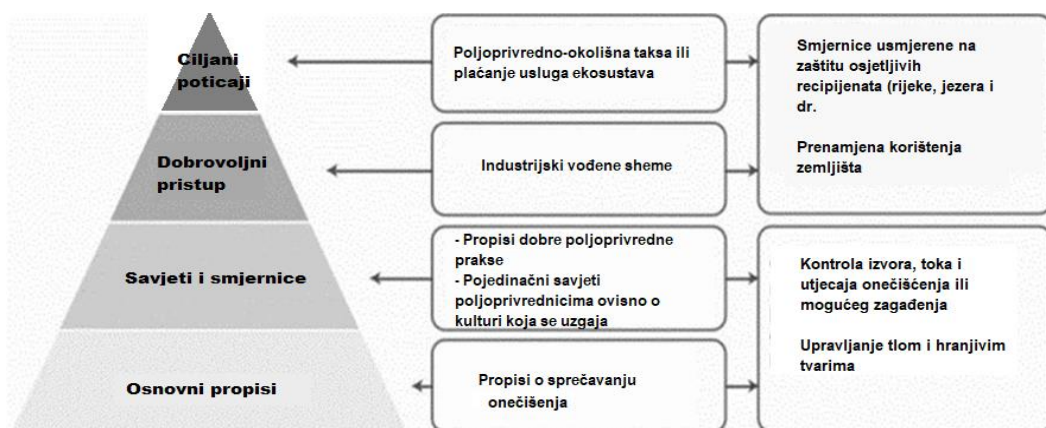 Ciljani
poticaji
Poljoprivredno-okolišna taksa ili
plaćanje usluga ekosustava
Smjernice usmjerene na
zaštitu osjetljivih
recipijenata (rijeke, jezera i
dr.
Prenamjena korištenja
zemljišta
Dobrovoljni
pristup
Industrijski vođene sheme
Savjeti i smjernice
- Propisi dobre poljoprivredne
prakse
- Pojedinačni savjeti
poljoprivrednicima ovisno o
kulturi koja se uzgaja
Kontrola izvora, toka i
utjecaja onečišćenja ili
mogućeg zagađenja
Upravljanje tlom i hranjivim
tvarima
Osnovni propisi
Propisi o sprečavanju
onečišenja